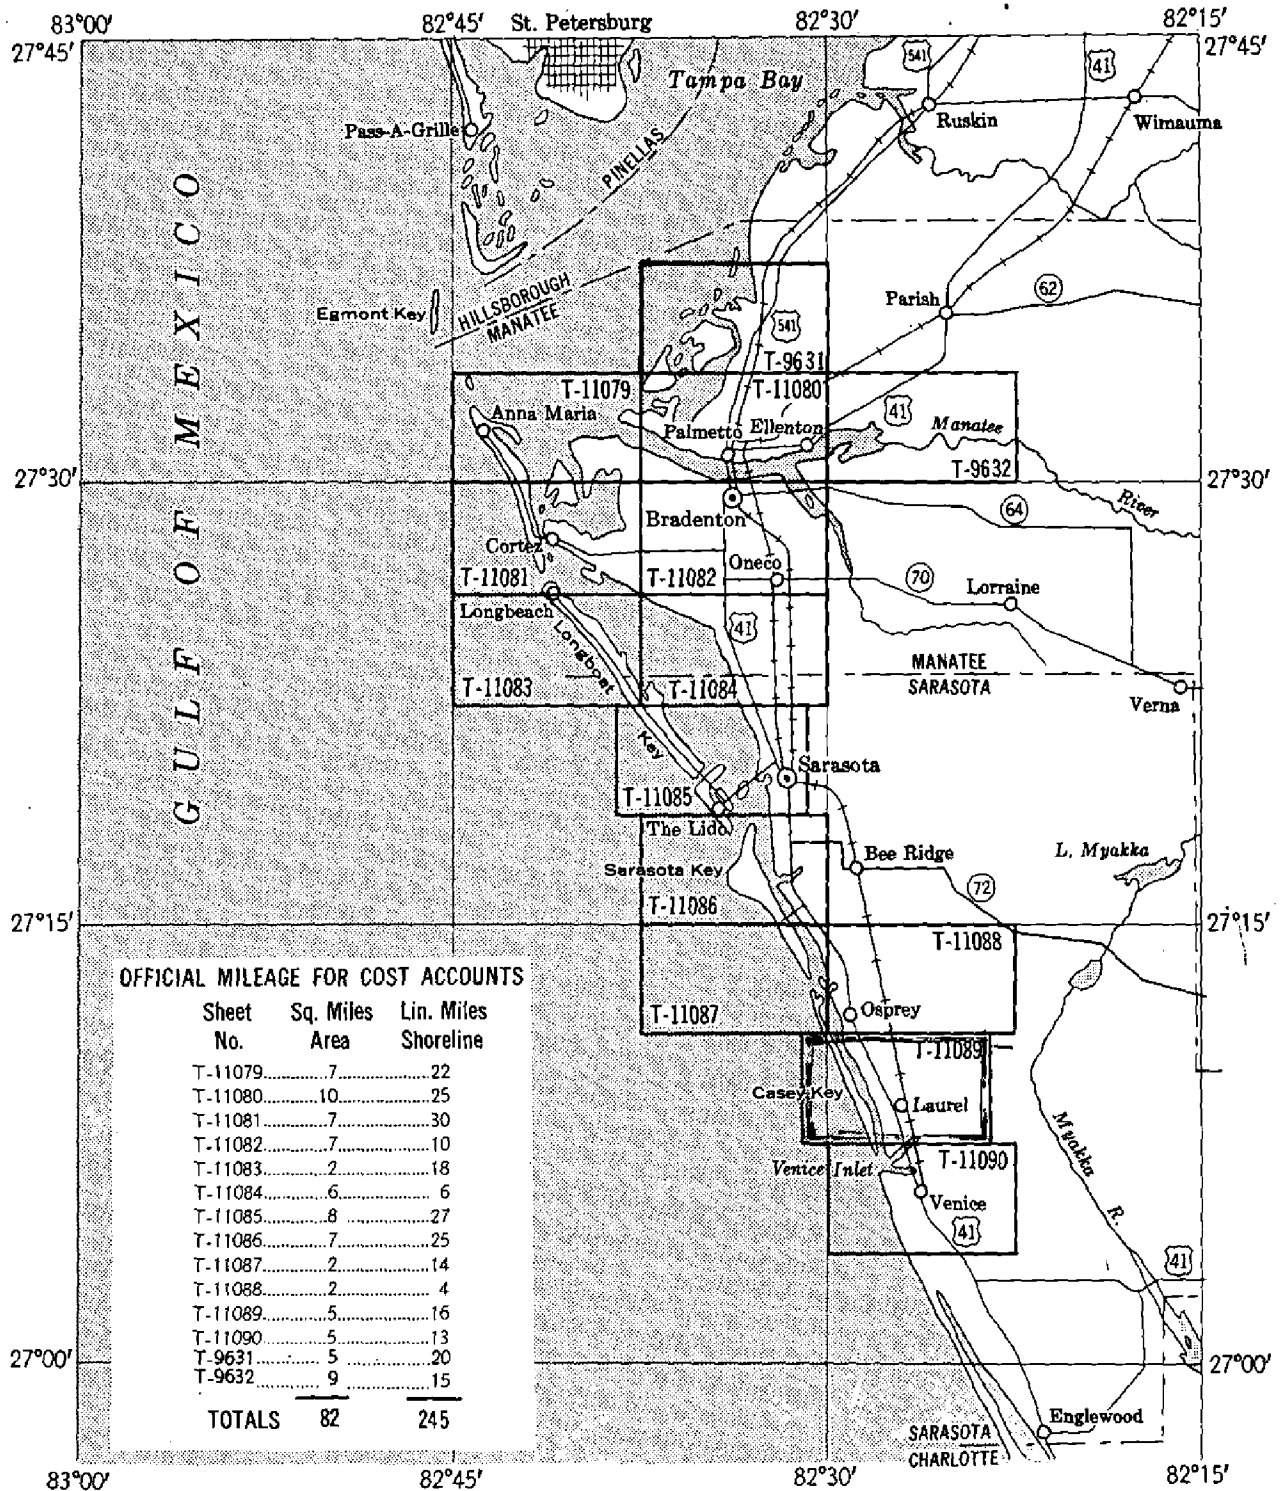 83°00' 82°45' St. Petersburg 82°30' 82°15'
27°45' 27°45'
541
41
Tampa Bay
Pass-A-Grille
Ruskin
Wimauma
PINELLAS
GULF OF MEXICO
Egmont Key
HILLSBOROUGH
MANATEE
Parish
62
541
T-9631
T-11079
T-11080
Anna Maria
41
Palmetto
Ellenton
Manatee
T-9632
27°30' 27°30'
River
Bradenton
64
Cortez
Oneco
T-11081
T-11082
70
Lorraine
Longbeach
41
Longboat
MANATEE
SARASOTA
T-11083
T-11084
Verna
Key
Sarasota
T-11085
The Lido
Bee Ridge
L. Myakka
Sarasota Key
72
T-11086
27°15'
T-11088
OFFICIAL MILEAGE FOR COST ACCOUNTS
Sheet Sq. Miles Lin. Miles
No. Area Shoreline
T-11079 7 22
T-11080 10 25
T-11081 7 30
T-11082 7 10
T-11083 2 18
T-11084 6 6
T-11085 8 27
T-11086 7 25
T-11087 2 14
T-11088 2 4
T-11089 5 16
T-11090 5 13
T-9631 5 20
T-9632 9 15
TOTALS 82 245
T-11087
Osprey
T-11089
Casey Key
Laurel
Myakka
R.
Venice Inlet
T-11090
Venice
41
41
27°15'
27°00' 27°00'
Englewood
SARASOTA
CHARLOTTE
83°00' 82°45' 82°30' 82°15'